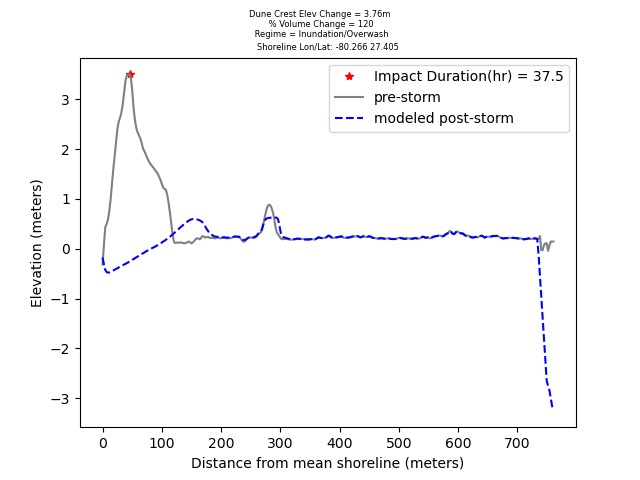 Dune Crest Elev Change = 3.76m
% Volume Change = 120
Regime = Inundation/Overwash
Shoreline Lon/Lat: -80.266 27.405
Impact Duration(hr) = 37.5
pre-storm
modeled post-storm
Elevation (meters)
3
2
1
0
−1
−2
−3
0 100 200 300 400 500 600 700
Distance from mean shoreline (meters)